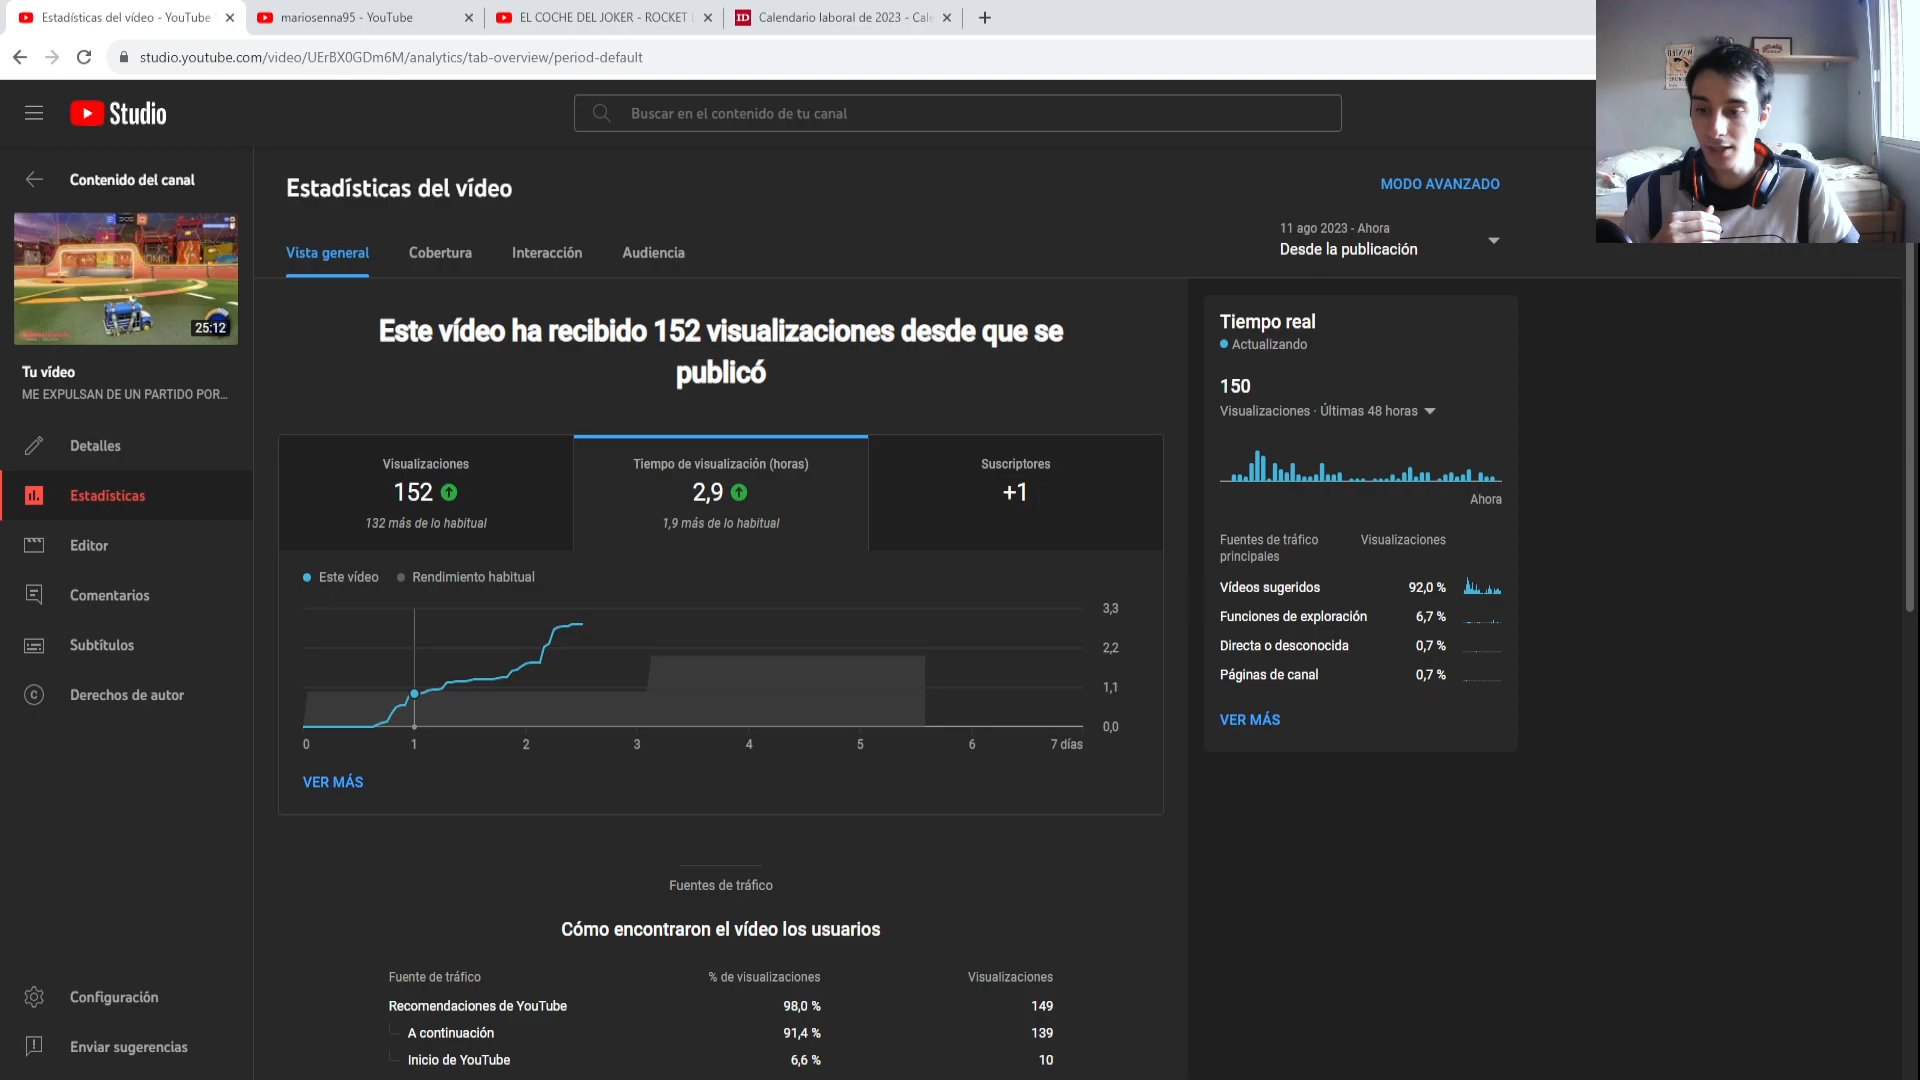 Estadísticas del vídeo - YouTube
mariosenna95 - YouTube
EL COCHE DEL JOKER - ROCKET
Calendario laboral de 2023 - Cale
studio.youtube.com/video/UErBX0GDm6M/analytics/tab-overview/period-default
Studio
Buscar en el contenido de tu canal
Contenido del canal
25:12
Tu vídeo
ME EXPULSAN DE UN PARTIDO POR...
Detalles
Estadísticas
Editor
Comentarios
Subtítulos
Derechos de autor
Configuración
Enviar sugerencias
Estadísticas del vídeo
MODO AVANZADO
Vista general
Cobertura
Interacción
Audiencia
11 ago 2023 - Ahora
Desde la publicación
Este vídeo ha recibido 152 visualizaciones desde que se
publicó
Visualizaciones
152
132 más de lo habitual
Tiempo de visualización (horas)
2,9
1,9 más de lo habitual
Suscriptores
+1
Este vídeo
Rendimiento habitual
3,3
2,2
1,1
0,0
0 1 2 3 4 5 6 7 días
VER MÁS
Fuentes de tráfico
Cómo encontraron el vídeo los usuarios
Fuente de tráfico % de visualizaciones Visualizaciones
Recomendaciones de YouTube 98,0 % 149
A continuación 91,4 % 139
Inicio de YouTube 6,6 % 10
Tiempo real
Actualizando
150
Visualizaciones · Últimas 48 horas
Ahora
Fuentes de tráfico
principales
Visualizaciones
Vídeos sugeridos 92,0 %
Funciones de exploración 6,7 %
Directa o desconocida 0,7 %
Páginas de canal 0,7 %
VER MÁS